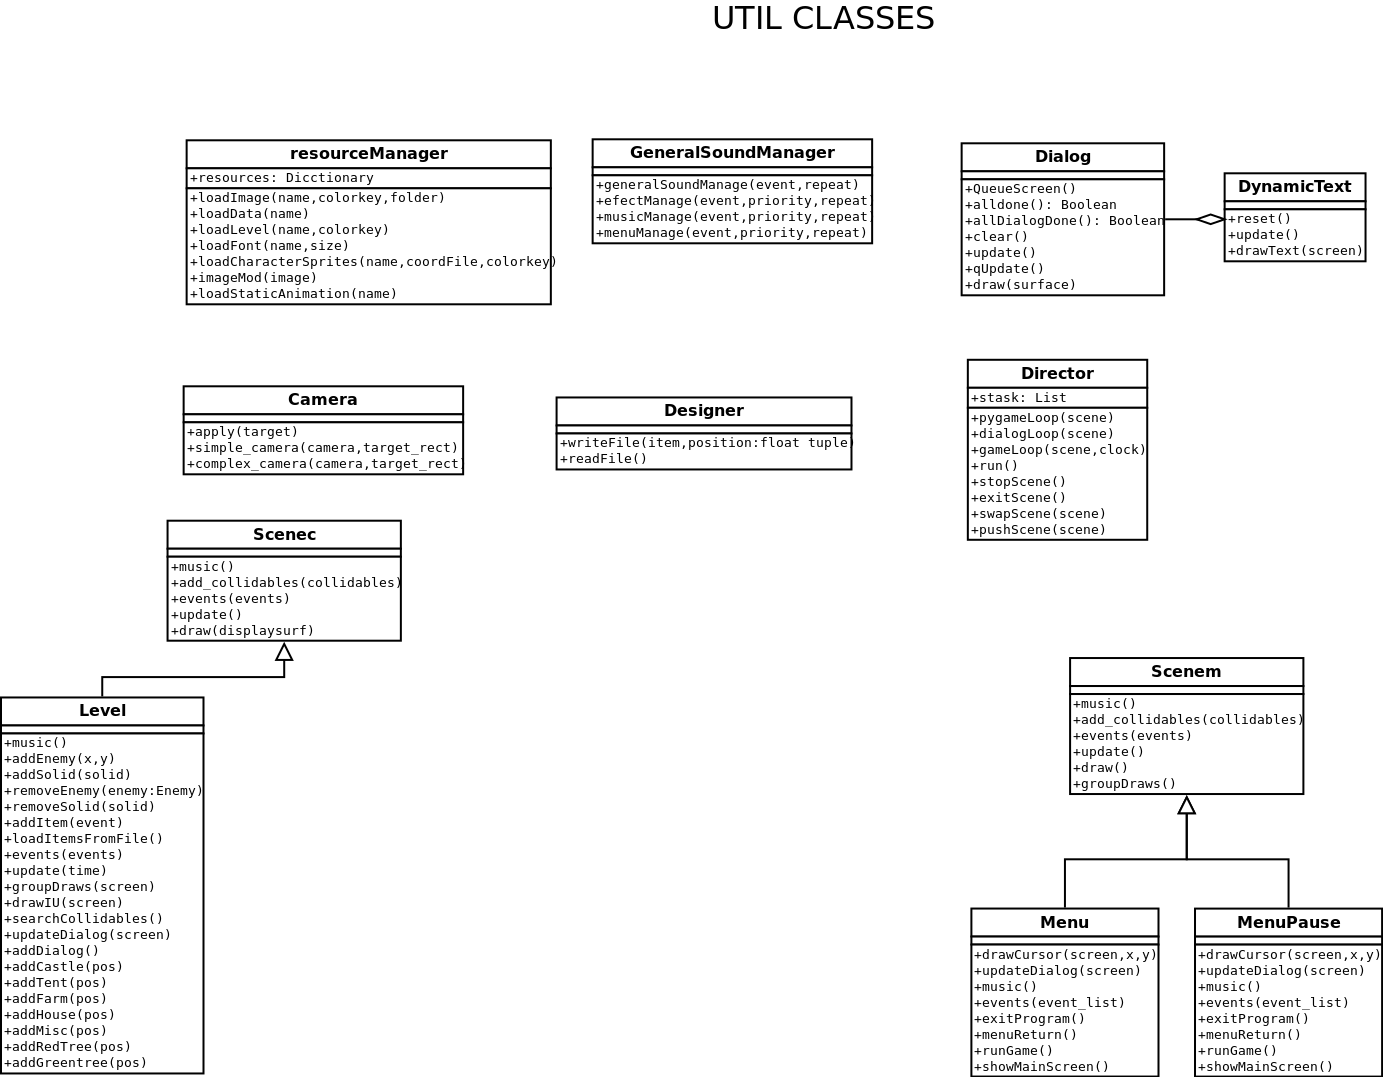 UTIL CLASSES
resourceManager
+resources: Dicctionary
+loadImage(name,colorkey,folder)
+loadData(name)
+loadLevel(name,colorkey)
+loadFont(name,size)
+loadCharacterSprites(name,coordFile,colorkey)
+imageMod(image)
+loadStaticAnimation(name)
GeneralSoundManager
+generalSoundManage(event,repeat)
+efectManage(event,priority,repeat)
+musicManage(event,priority,repeat)
+menuManage(event,priority,repeat)
Dialog
+QueueScreen()
+alldone(): Boolean
+allDialogDone(): Boolean
+clear()
+update()
+qUpdate()
+draw(surface)
DynamicText
+reset()
+update()
+drawText(screen)
Camera
+apply(target)
+simple_camera(camera,target_rect)
+complex_camera(camera,target_rect)
Designer
+writeFile(item,position:float tuple)
+readFile()
Director
+stask: List
+pygameLoop(scene)
+dialogLoop(scene)
+gameLoop(scene,clock)
+run()
+stopScene()
+exitScene()
+swapScene(scene)
+pushScene(scene)
Scenec
+music()
+add_collidables(collidables)
+events(events)
+update()
+draw(displaysurf)
Level
+music()
+addEnemy(x,y)
+addSolid(solid)
+removeEnemy(enemy:Enemy)
+removeSolid(solid)
+addItem(event)
+loadItemsFromFile()
+events(events)
+update(time)
+groupDraws(screen)
+drawIU(screen)
+searchCollidables()
+updateDialog(screen)
+addDialog()
+addCastle(pos)
+addTent(pos)
+addFarm(pos)
+addHouse(pos)
+addMisc(pos)
+addRedTree(pos)
+addGreentree(pos)
Scenem
+music()
+add_collidables(collidables)
+events(events)
+update()
+draw()
+groupDraws()
Menu
+drawCursor(screen,x,y)
+updateDialog(screen)
+music()
+events(event_list)
+exitProgram()
+menuReturn()
+runGame()
+showMainScreen()
MenuPause
+drawCursor(screen,x,y)
+updateDialog(screen)
+music()
+events(event_list)
+exitProgram()
+menuReturn()
+runGame()
+showMainScreen()